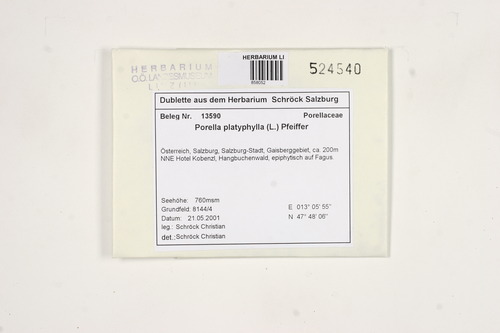 HERBARIUM
O.Ö. LANDESMUSEUM
HERBARIUM LI
524540
Dublette aus dem Herbarium Schröck Salzburg
Beleg Nr. 13590 Porellaceae
Porella platyphylla (L.) Pfeiffer
Österreich, Salzburg, Salzburg-Stadt, Gaisberggebiet, ca. 200m
NNE Hotel Kobenzl, Hangbuchenwald, epiphytisch auf Fagus.
Seehöhe: 760msm E 013° 05' 55"
Grundfeld: 8144/4 N 47° 48' 06"
Datum: 21.05.2001
leg.: Schröck Christian
det.: Schröck Christian